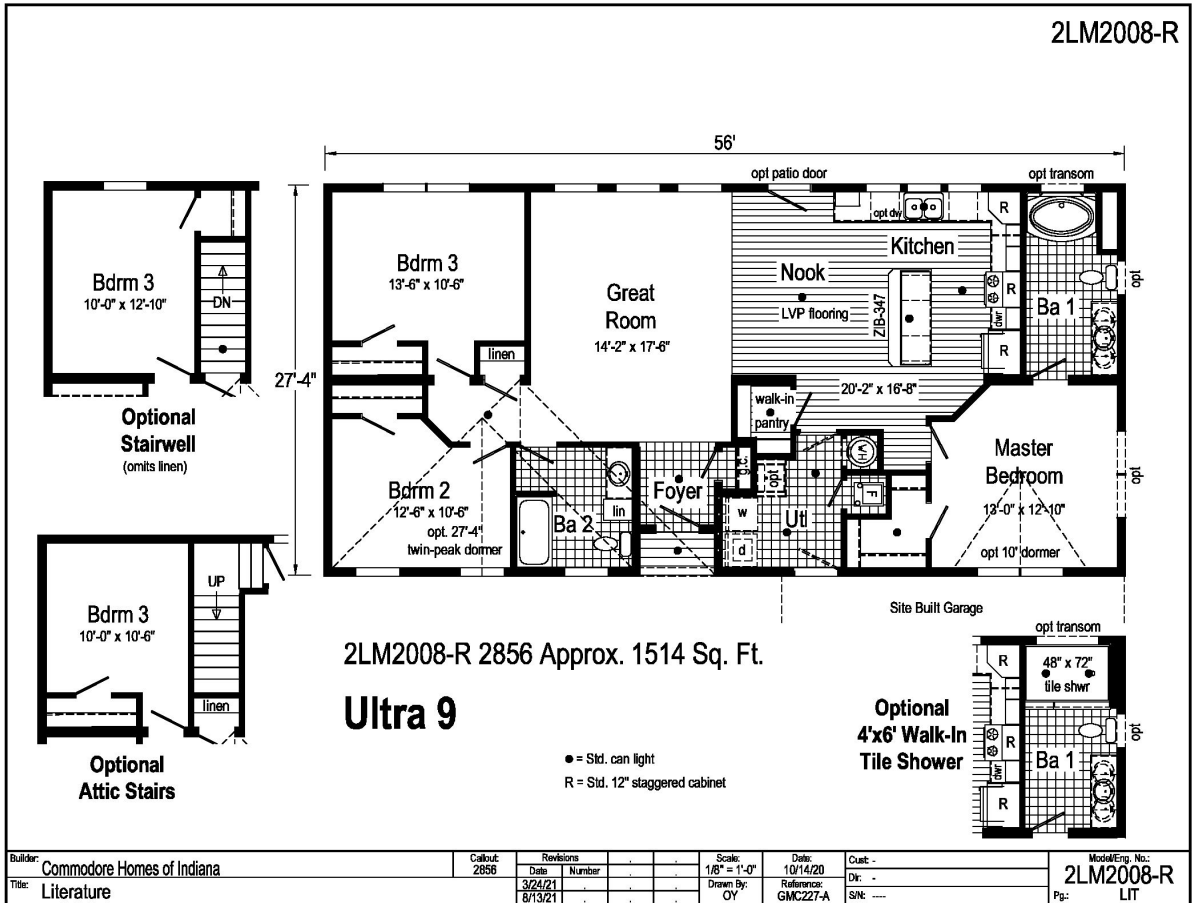 2LM2008-R
56'
opt patio door
opt transom
27'-4"
Bdrm 3
10'-0" x 12'-10"
DN
Optional
Stairwell
(omits linen)
Bdrm 3
13'-6" x 10'-6"
linen
Great
Room
14'-2" x 17'-6"
opt dw
R
Kitchen
Nook
LVP flooring
ZIB-347
R
dwr
R
20'-2" x 16'-8"
Ba 1
opt
walk-in
pantry
Master
Bedroom
13'-0" x 12'-10"
opt
opt 10' dormer
Bdrm 2
12'-6" x 10'-6"
opt. 27'-4"
twin-peak dormer
Ba 2
lin
Foyer
g.c.
opt
WH
F
w
d
Utl
Site Built Garage
Bdrm 3
10'-0" x 10'-6"
UP
linen
Optional
Attic Stairs
2LM2008-R 2856 Approx. 1514 Sq. Ft.
Ultra 9
● = Std. can light
R = Std. 12" staggered cabinet
Optional
4'x6' Walk-In
Tile Shower
opt transom
R
48" x 72"
tile shwr
R
dwr
R
Ba 1
opt
Builder: Commodore Homes of Indiana
Title: Literature
Callout:
2856
Revisions
Date Number
3/24/21
8/13/21
Scale:
1/8" = 1'-0"
Drawn By:
OY
Date:
10/14/20
Reference:
GMC227-A
Cust: -
Dir: -
S/N: ----
Model/Eng. No.:
2LM2008-R
Pg.: LIT